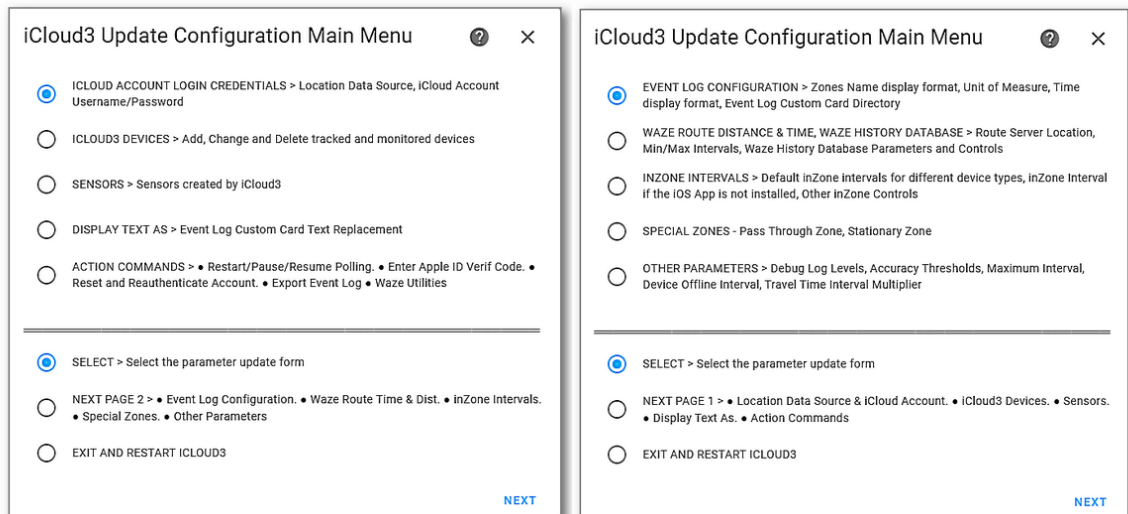 iCloud3 Update Configuration Main Menu
ICLOUD ACCOUNT LOGIN CREDENTIALS > Location Data Source, iCloud Account
Username/Password
ICLOUD3 DEVICES > Add, Change and Delete tracked and monitored devices
SENSORS > Sensors created by iCloud3
DISPLAY TEXT AS > Event Log Custom Card Text Replacement
ACTION COMMANDS > ● Restart/Pause/Resume Polling. ● Enter Apple ID Verif Code. ●
Reset and Reauthenticate Account. ● Export Event Log ● Waze Utilities
SELECT > Select the parameter update form
NEXT PAGE 2 > ● Event Log Configuration. ● Waze Route Time & Dist. ● inZone Intervals.
● Special Zones. ● Other Parameters
EXIT AND RESTART ICLOUD3
NEXT
iCloud3 Update Configuration Main Menu
EVENT LOG CONFIGURATION > Zones Name display format, Unit of Measure, Time
display format, Event Log Custom Card Directory
WAZE ROUTE DISTANCE & TIME, WAZE HISTORY DATABASE > Route Server Location,
Min/Max Intervals, Waze History Database Parameters and Controls
INZONE INTERVALS > Default inZone intervals for different device types, inZone Interval
if the iOS App is not installed, Other inZone Controls
SPECIAL ZONES - Pass Through Zone, Stationary Zone
OTHER PARAMETERS > Debug Log Levels, Accuracy Thresholds, Maximum Interval,
Device Offline Interval, Travel Time Interval Multiplier
SELECT > Select the parameter update form
NEXT PAGE 1 > ● Location Data Source & iCloud Account. ● iCloud3 Devices. ● Sensors.
● Display Text As. ● Action Commands
EXIT AND RESTART ICLOUD3
NEXT